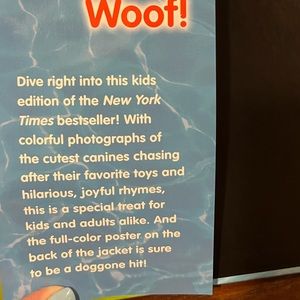 Woof!
Dive right into this kids
edition of the New York
Times bestseller! With
colorful photographs of
the cutest canines chasing
after their favorite toys and
hilarious, joyful rhymes,
this is a special treat for
kids and adults alike. And
the full-color poster on the
back of the jacket is sure
to be a doggone hit!